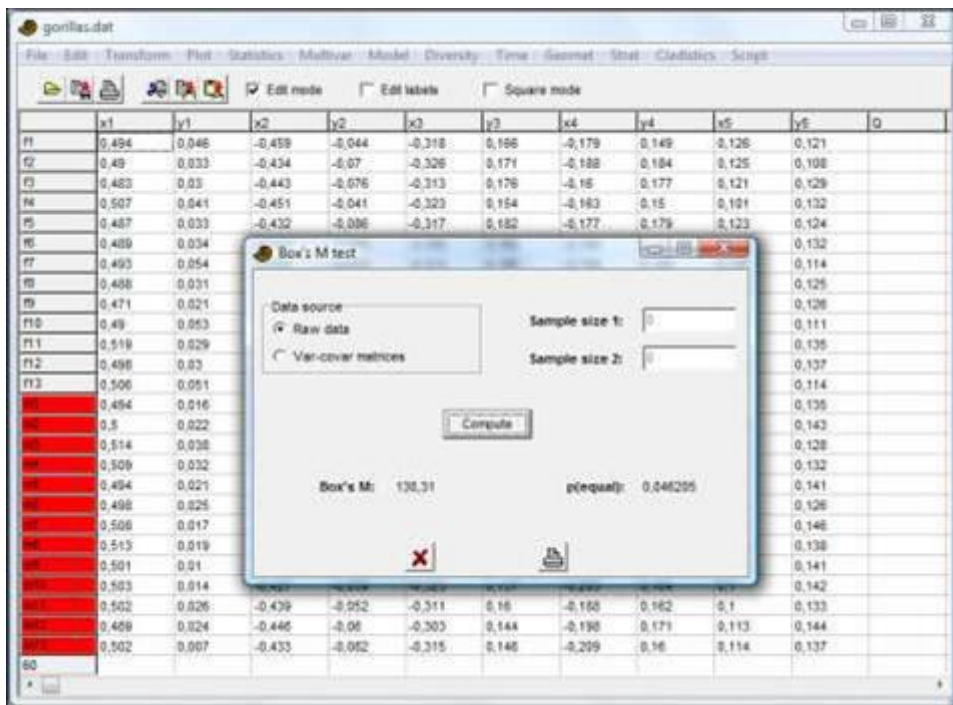 gorillas.dat
File Edit Transform Plot Statistics Multivar Model Diversity Time Geomet Strat Cladistics Script
Edit mode Edit labels Square mode
x1 y1 x2 y2 x3 y3 x4 y4 x5 y5 Q
f1 0,494 0,046 -0,459 -0,044 -0,318 0,166 -0,179 0,149 0,126 0,121
f2 0,49 0,033 -0,434 -0,07 -0,326 0,171 -0,188 0,184 0,125 0,108
f3 0,483 0,03 -0,443 -0,076 -0,313 0,176 -0,16 0,177 0,121 0,129
f4 0,507 0,041 -0,451 -0,041 -0,323 0,154 -0,163 0,15 0,101 0,132
f5 0,487 0,033 -0,432 -0,086 -0,317 0,182 -0,177 0,179 0,123 0,124
f6 0,489 0,034 0,132
f7 0,493 0,054 0,114
f8 0,488 0,031 0,125
f9 0,471 0,021 0,126
f10 0,49 0,053 0,111
f11 0,519 0,029 0,135
f12 0,498 0,03 0,137
f13 0,506 0,051 0,114
0,494 0,016 0,135
0,5 0,022 0,143
0,514 0,038 0,128
0,509 0,032 0,132
0,494 0,021 0,141
0,498 0,025 0,126
0,508 0,017 0,146
0,513 0,019 0,138
0,501 0,01 0,141
0,503 0,014 0,142
0,502 0,026 -0,439 -0,052 -0,311 0,16 -0,188 0,162 0,1 0,133
0,489 0,024 -0,446 -0,06 -0,303 0,144 -0,198 0,171 0,113 0,144
0,502 0,007 -0,433 -0,062 -0,315 0,146 -0,209 0,16 0,114 0,137
60
Box's M test
Data source
Raw data
Var-covar matrices
Sample size 1: 0
Sample size 2: 0
Compute
Box's M: 138,31 p(equal): 0,046205